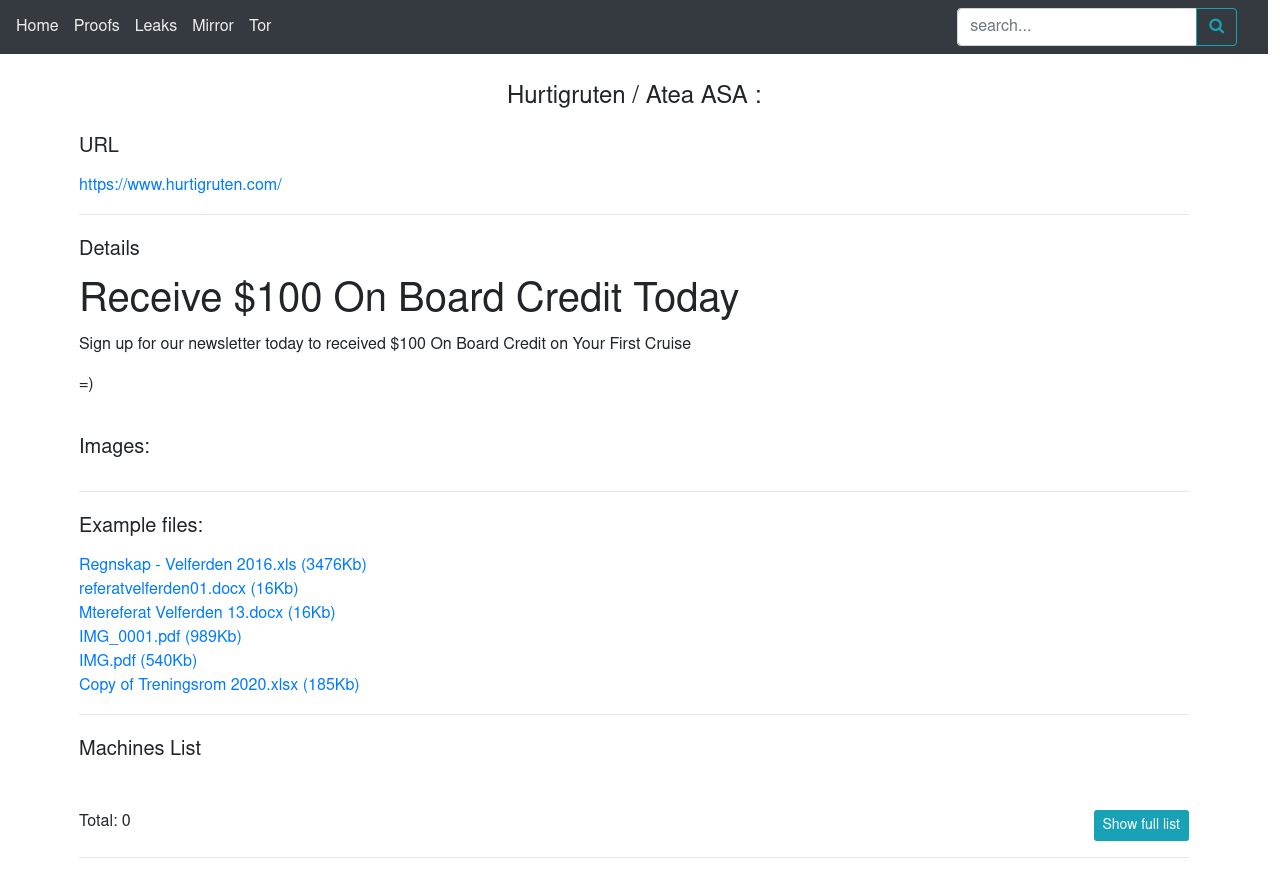 Home Proofs Leaks Mirror Tor search...
Hurtigruten / Atea ASA :
URL
https://www.hurtigruten.com/
Details
Receive $100 On Board Credit Today
Sign up for our newsletter today to received $100 On Board Credit on Your First Cruise
=)
Images:
Example files:
Regnskap - Velferden 2016.xls (3476Kb)
referatvelferden01.docx (16Kb)
Mtereferat Velferden 13.docx (16Kb)
IMG_0001.pdf (989Kb)
IMG.pdf (540Kb)
Copy of Treningsrom 2020.xlsx (185Kb)
Machines List
Total: 0 Show full list